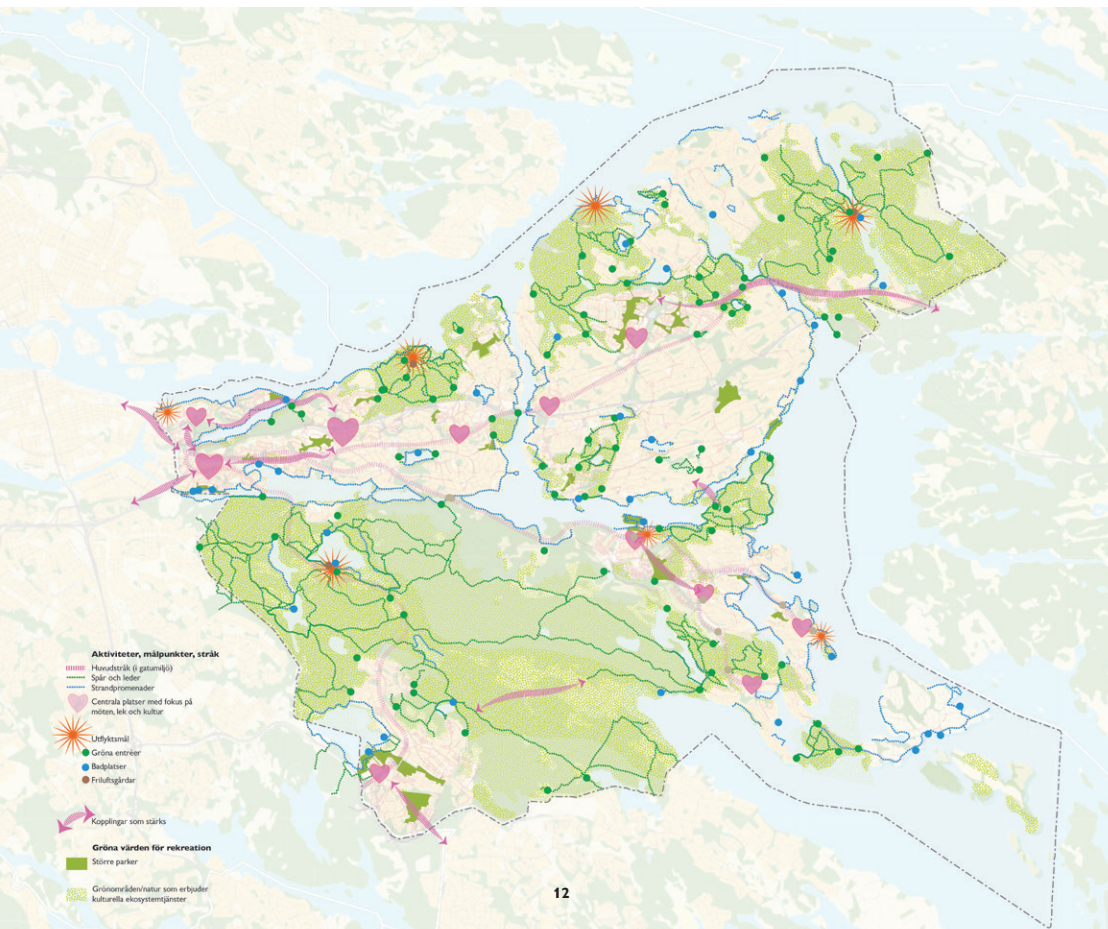 Aktiviteter, målpunkter, stråk
Huvudstråk (i gatumiljö)
Spår och leder
Strandpromenader
Centrala platser med fokus på
möten, lek och kultur
Utflyktsmål
Gröna entréer
Badplatser
Friluftsgårdar
Kopplingar som stärks
Gröna värden för rekreation
Större parker
Grönområden/natur som erbjuder
kulturella ekosystemtjänster
12